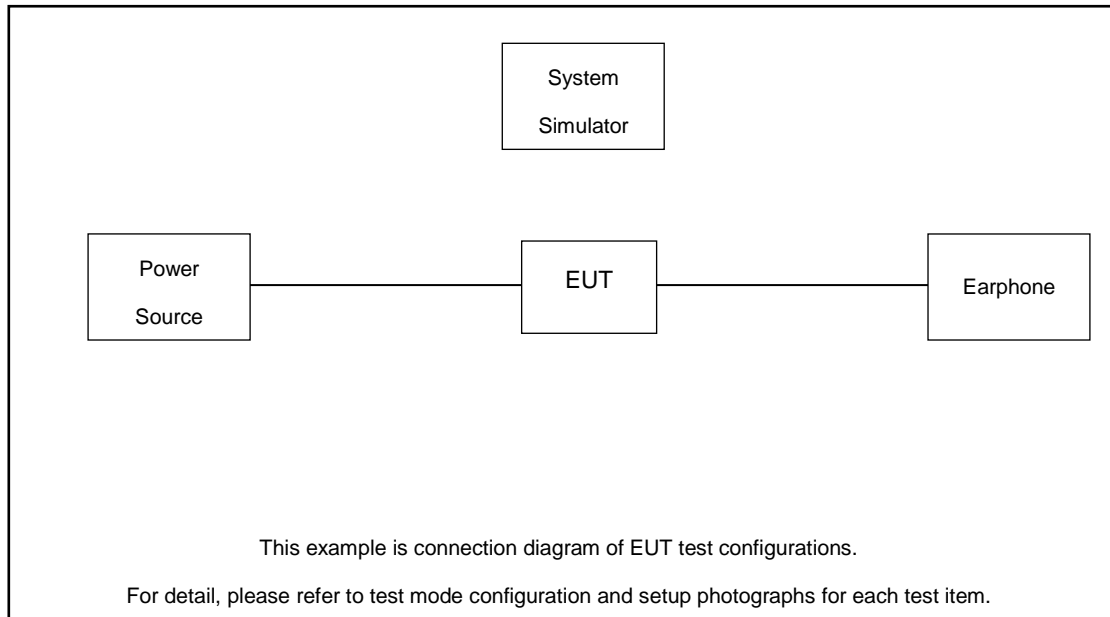 System
Simulator
Power
Source
EUT
Earphone
This example is connection diagram of EUT test configurations.
For detail, please refer to test mode configuration and setup photographs for each test item.